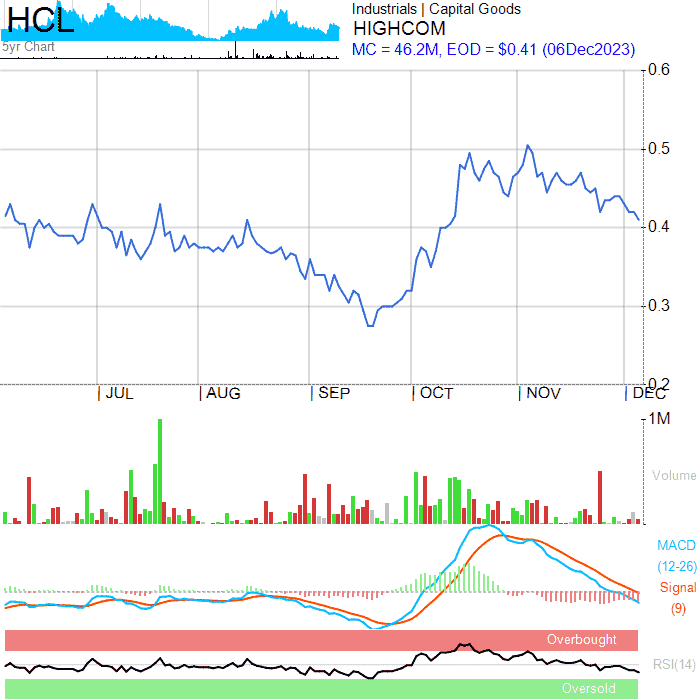 HCL
5yr Chart
Industrials | Capital Goods
HIGHCOM
MC = 46.2M, EOD = $0.41 (06Dec2023)
0.6
0.5
0.4
0.3
0.2
| JUL | AUG | SEP | OCT | NOV | DEC
1M
Volume
MACD
(12-26)
Signal
(9)
Overbought
RSI(14)
Oversold